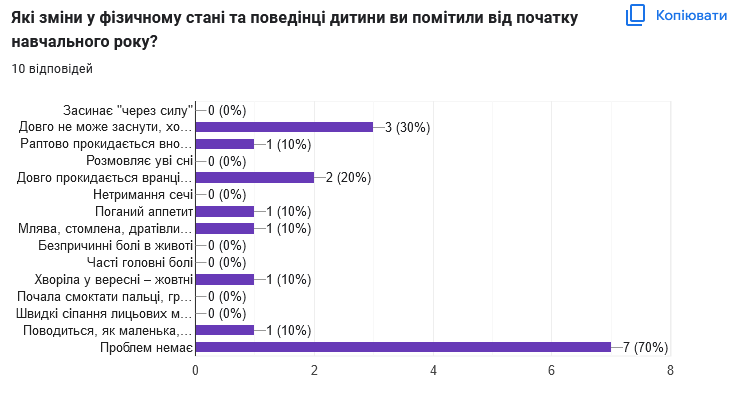 Які зміни у фізичному стані та поведінці дитини ви помітили від початку
навчального року?
Копіювати
10 відповідей
Засинає "через силу" 0 (0%)
Довго не може заснути, хо... 3 (30%)
Раптово прокидається вно... 1 (10%)
Розмовляє уві сні 0 (0%)
Довго прокидається вранці... 2 (20%)
Нетримання сечі 0 (0%)
Поганий аппетит 1 (10%)
Млява, стомлена, дратівли... 1 (10%)
Безпричинні болі в животі 0 (0%)
Часті головні болі 0 (0%)
Хворіла у вересні – жовтні 1 (10%)
Почала смоктати пальці, гр... 0 (0%)
Швидкі сіпання лицьових м... 0 (0%)
Поводиться, як маленька,... 1 (10%)
Проблем немає 7 (70%)
0 2 4 6 8